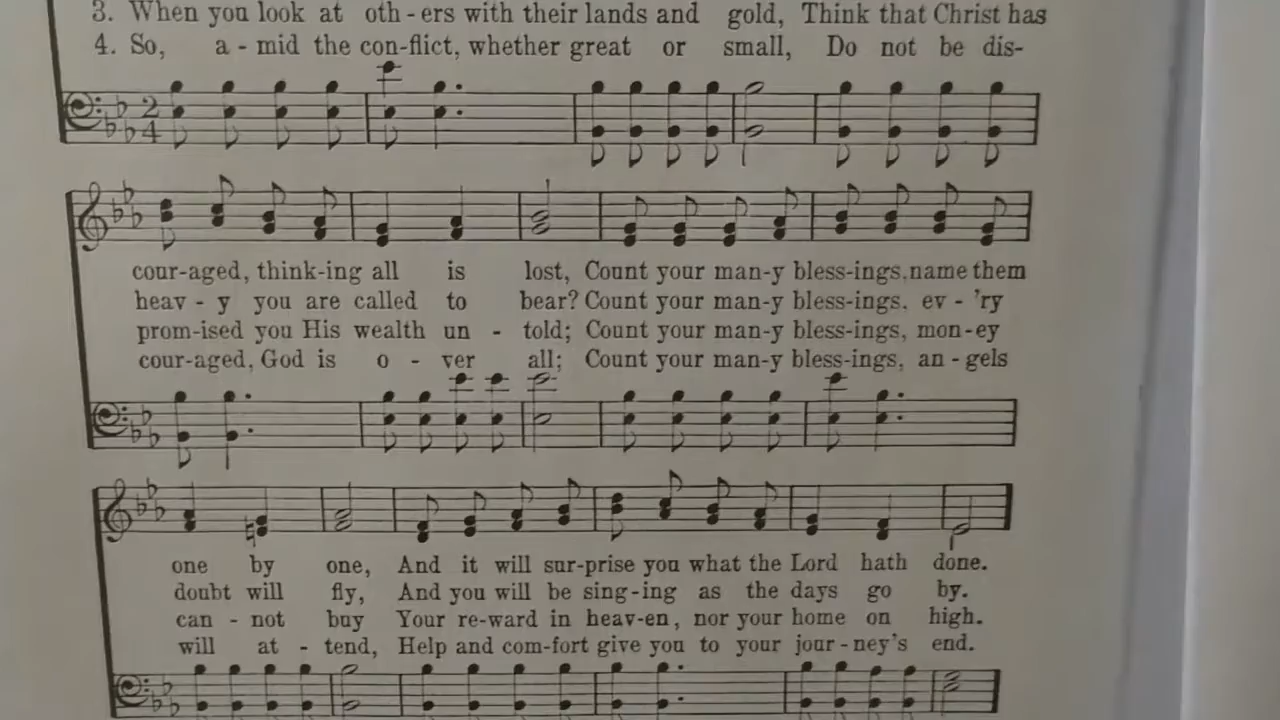 3. When you look at oth-ers with their lands and gold, Think that Christ has
4. So, a-mid the con-flict, whether great or small, Do not be dis-
2
4
cour-aged, think-ing all is lost, Count your man-y bless-ings, name them
heav-y you are called to bear? Count your man-y bless-ings. ev-'ry
prom-ised you His wealth un-told; Count your man-y bless-ings, mon-ey
cour-aged, God is o-ver all; Count your man-y bless-ings, an-gels
one by one, And it will sur-prise you what the Lord hath done.
doubt will fly, And you will be sing-ing as the days go by.
can-not buy Your re-ward in heav-en, nor your home on high.
will at-tend, Help and com-fort give you to your jour-ney's end.